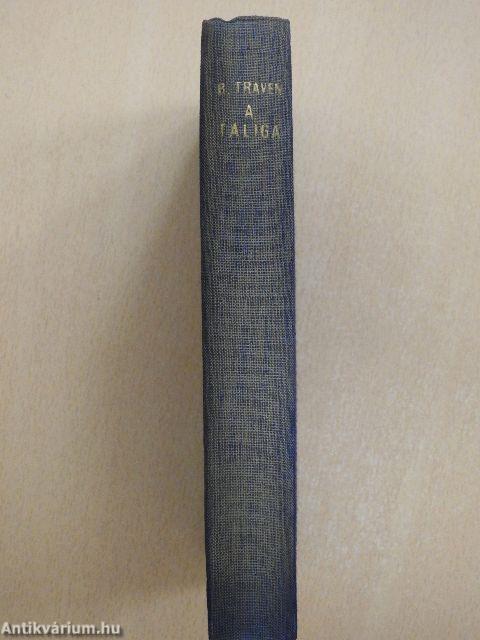 B. TRAVEN
A
TALIGA
Antikvárium.hu